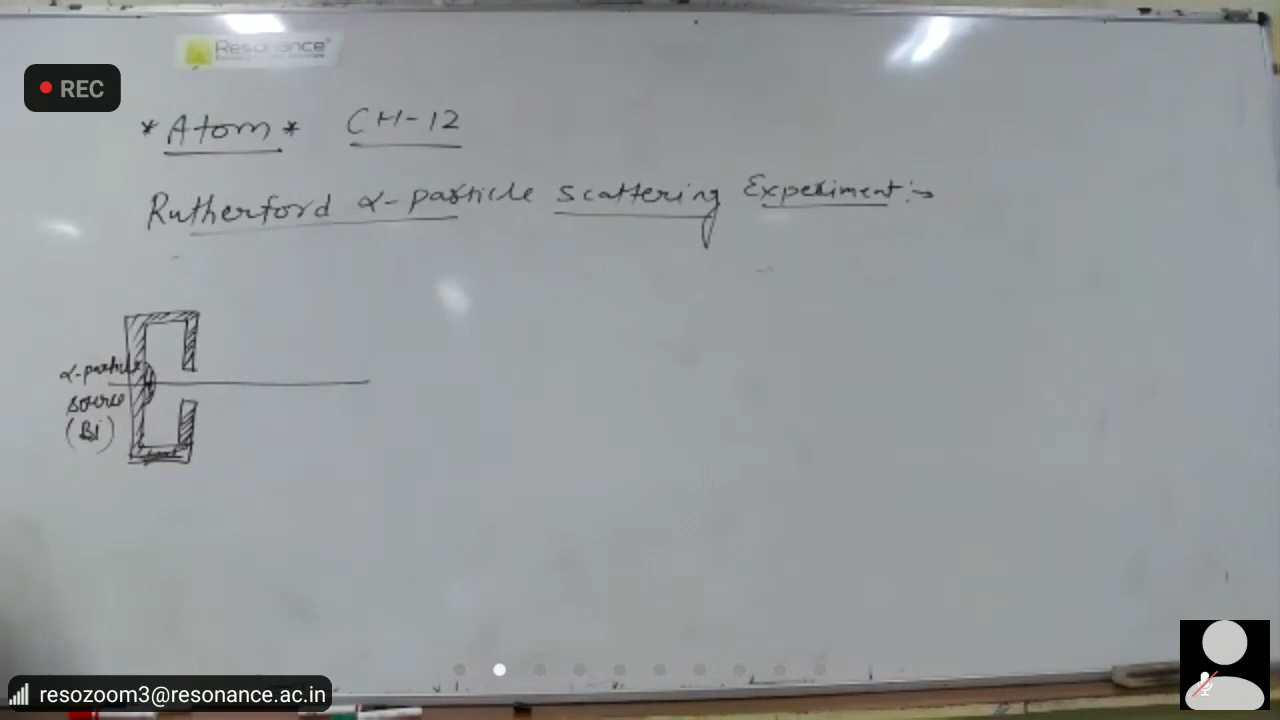 Resonance
REC
*Atom* CH-12
Rutherford α-particle scattering Experiment:→
α-particle
source
(Bi)
resozoom3@resonance.ac.in